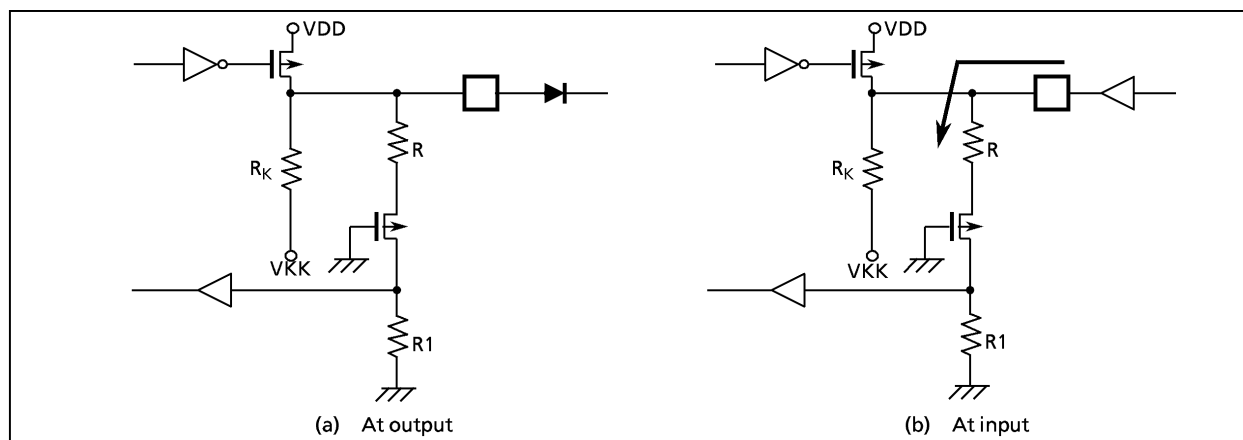 VDD
R
RK
VKK
R1
(a) At output
VDD
R
RK
VKK
R1
(b) At input